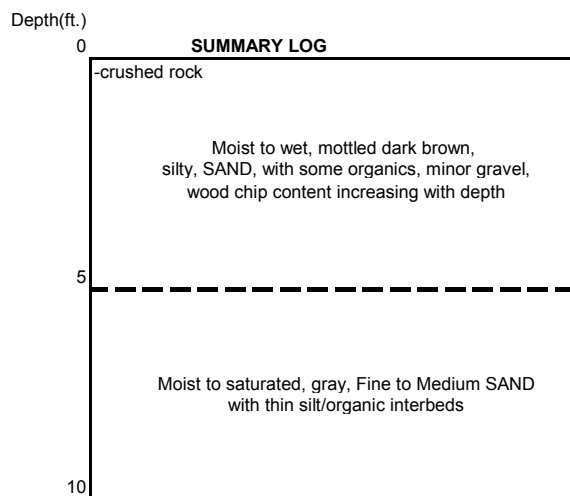 Depth(ft.)
0
SUMMARY LOG
-crushed rock
Moist to wet, mottled dark brown,
silty, SAND, with some organics, minor gravel,
wood chip content increasing with depth
5
Moist to saturated, gray, Fine to Medium SAND
with thin silt/organic interbeds
10